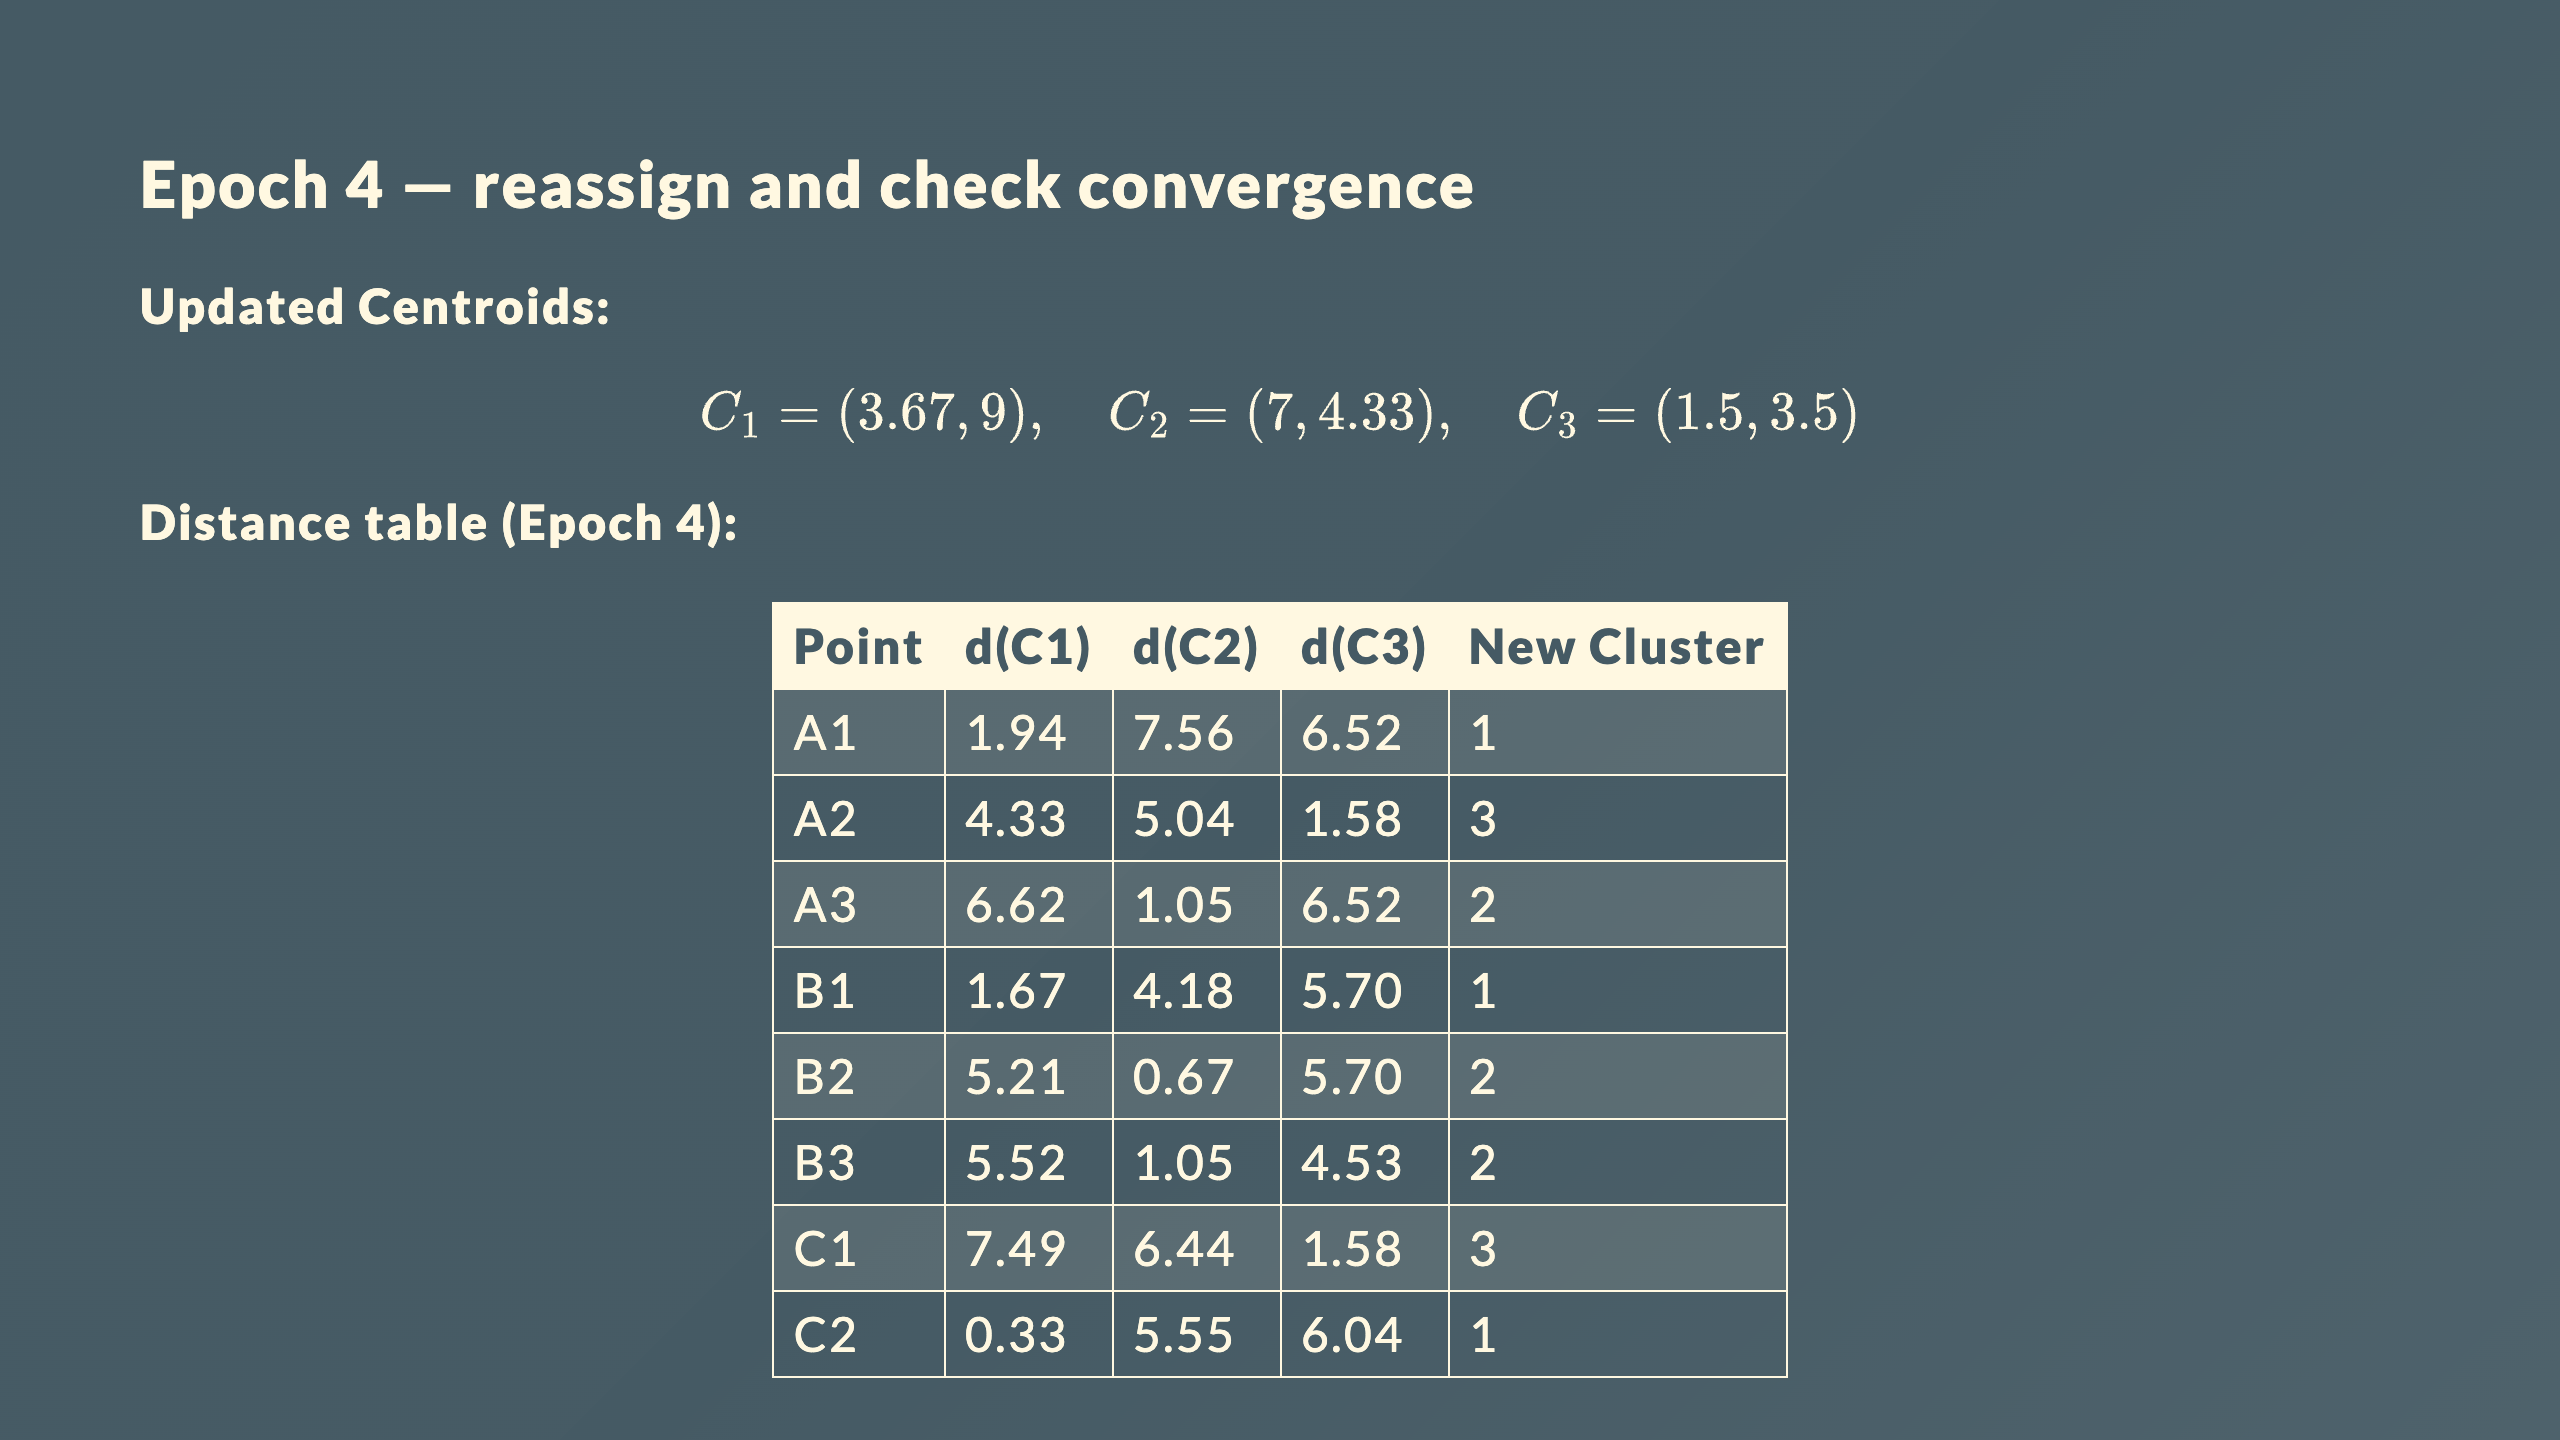 Epoch 4 — reassign and check convergence
Updated Centroids:
C₁ = (3.67, 9), C₂ = (7, 4.33), C₃ = (1.5, 3.5)
Distance table (Epoch 4):
Point d(C1) d(C2) d(C3) New Cluster
A1 1.94 7.56 6.52 1
A2 4.33 5.04 1.58 3
A3 6.62 1.05 6.52 2
B1 1.67 4.18 5.70 1
B2 5.21 0.67 5.70 2
B3 5.52 1.05 4.53 2
C1 7.49 6.44 1.58 3
C2 0.33 5.55 6.04 1